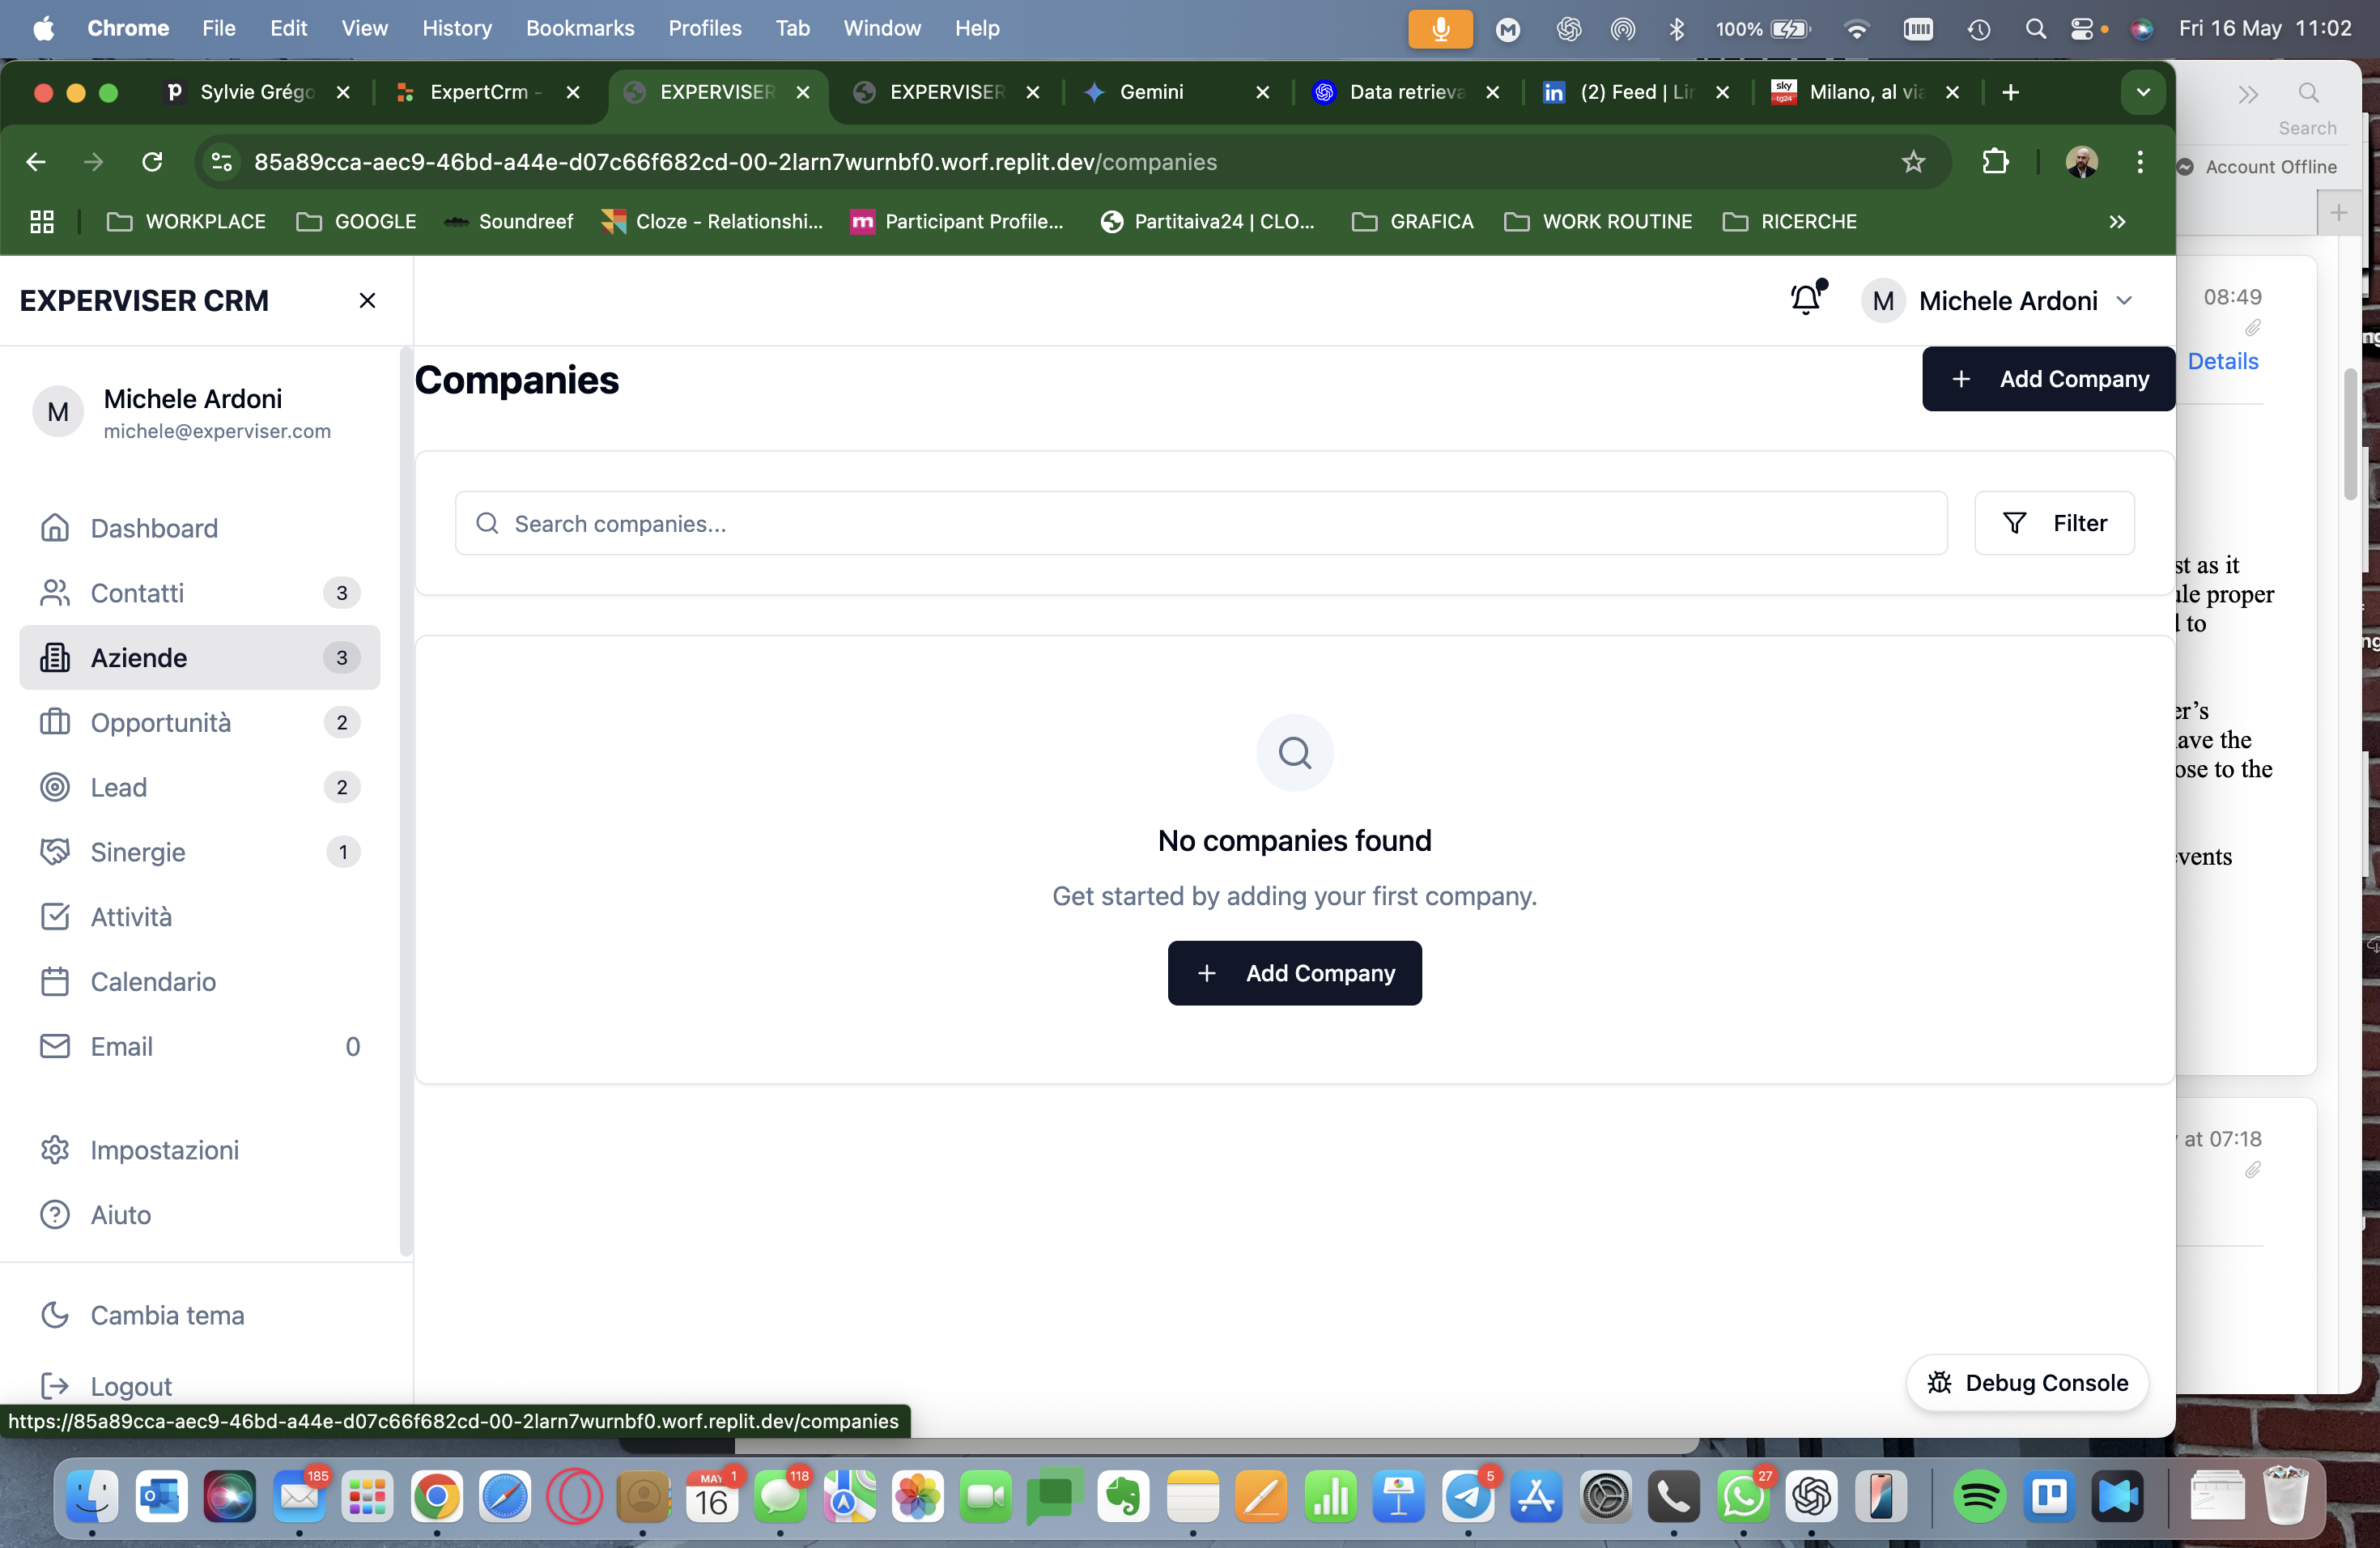 Chrome File Edit View History Bookmarks Profiles Tab Window Help 100% Fri 16 May 11:02
Sylvie Grégo ExpertCrm - EXPERVISER EXPERVISER Gemini Data retrieva (2) Feed | Lin sky tg24 Milano, al via
85a89cca-aec9-46bd-a44e-d07c66f682cd-00-2larn7wurnbf0.worf.replit.dev/companies
WORKPLACE GOOGLE Soundreef Cloze - Relationshi... Participant Profile... Partitaiva24 | CLO... GRAFICA WORK ROUTINE RICERCHE
Search
Account Offline
EXPERVISER CRM
M Michele Ardoni
08:49
Details
Companies
Add Company
M
Michele Ardoni
michele@experviser.com
Search companies...
Filter
Dashboard
Contatti 3
Aziende 3
Opportunità 2
Lead 2
Sinergie 1
Attività
Calendario
Email 0
Impostazioni
Aiuto
Cambia tema
Logout
No companies found
Get started by adding your first company.
Add Company
st as it
ule proper
to
er's
ave the
ose to the
vents
at 07:18
Debug Console
https://85a89cca-aec9-46bd-a44e-d07c66f682cd-00-2larn7wurnbf0.worf.replit.dev/companies
185 MAY 1 16 118 5 27